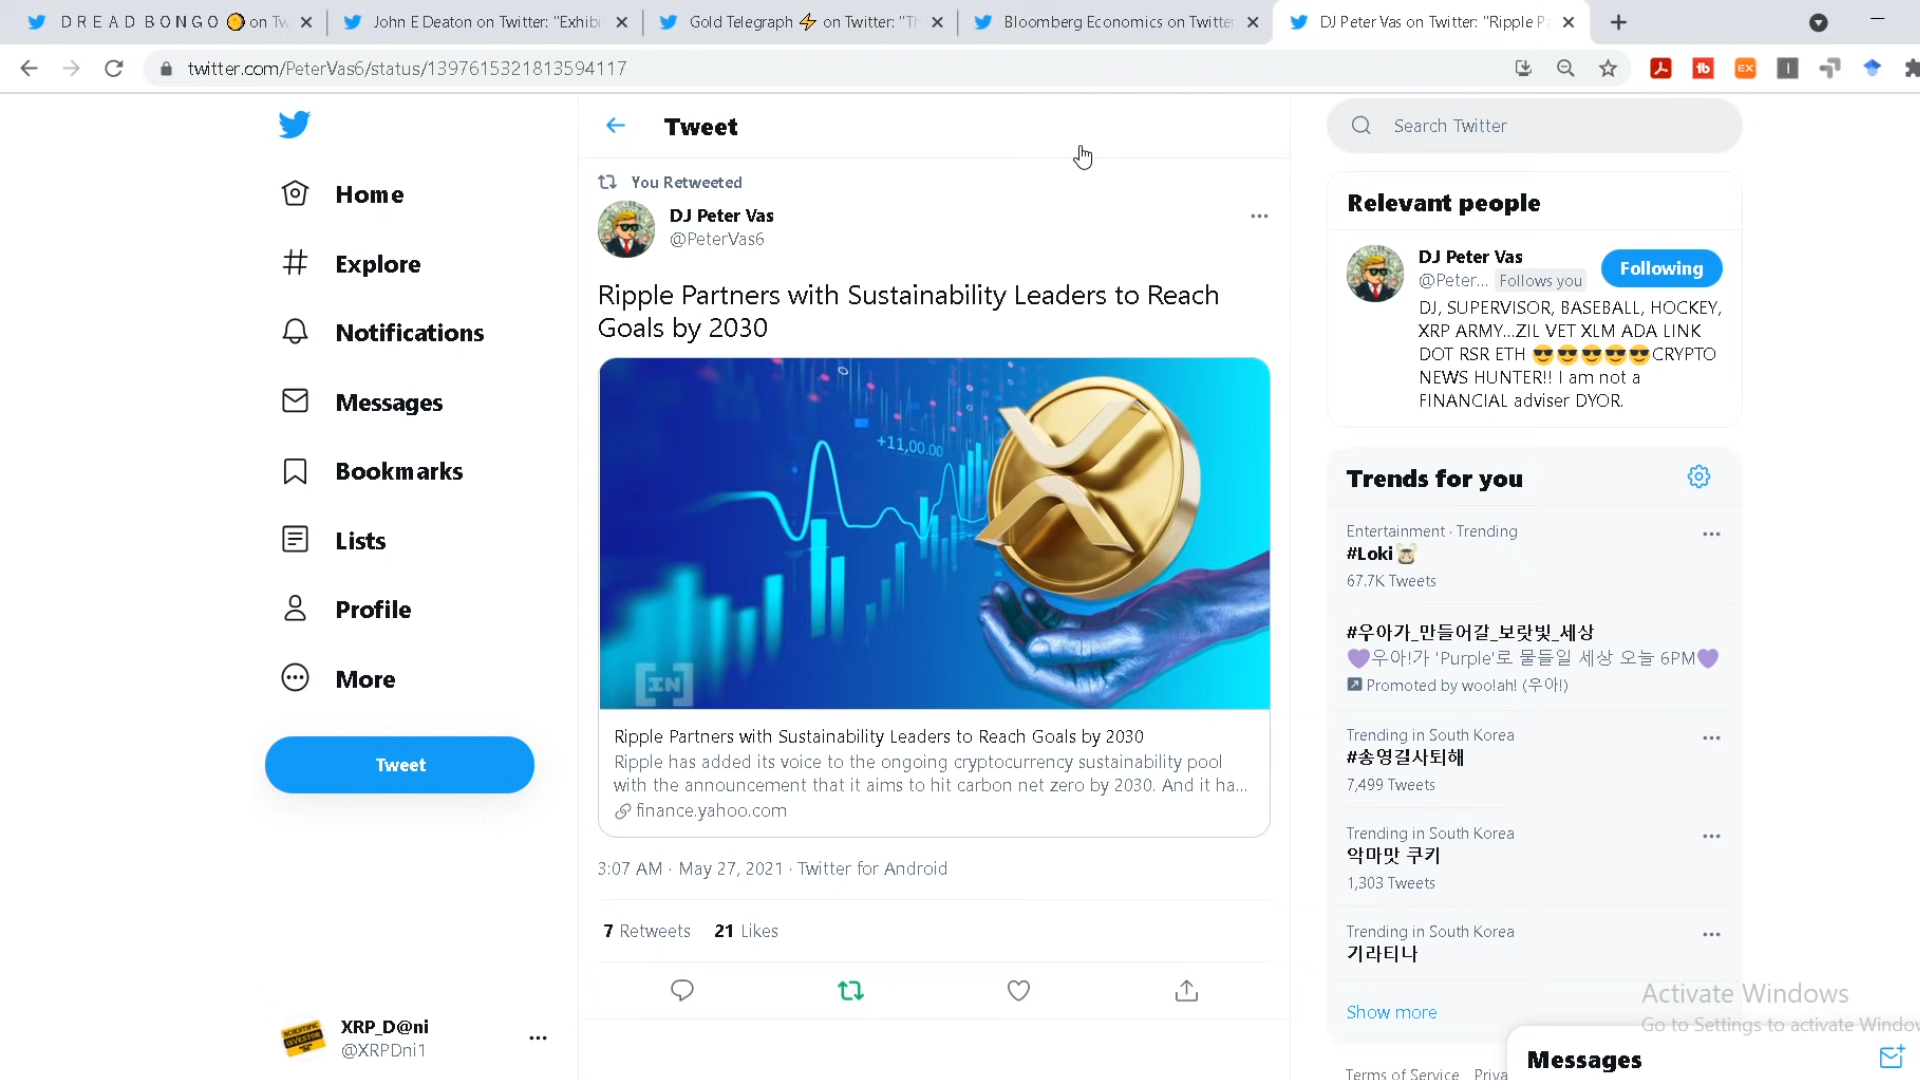 D R E A D B O N G O on Tw
John E Deaton on Twitter: "Exhibi
Gold Telegraph ⚡ on Twitter: "Th
Bloomberg Economics on Twitter
DJ Peter Vas on Twitter: "Ripple Pa
twitter.com/PeterVas6/status/1397615321813594117
Home
Explore
Notifications
Messages
Bookmarks
Lists
Profile
More
Tweet
XRP_D@ni
@XRPDni1
Tweet
You Retweeted
DJ Peter Vas
@PeterVas6
Ripple Partners with Sustainability Leaders to Reach
Goals by 2030
+11,00.00
IN
Ripple Partners with Sustainability Leaders to Reach Goals by 2030
Ripple has added its voice to the ongoing cryptocurrency sustainability pool
with the announcement that it aims to hit carbon net zero by 2030. And it ha...
finance.yahoo.com
3:07 AM · May 27, 2021 · Twitter for Android
7 Retweets 21 Likes
Search Twitter
Relevant people
DJ Peter Vas
@Peter... Follows you
Following
DJ, SUPERVISOR, BASEBALL, HOCKEY,
XRP ARMY...ZIL VET XLM ADA LINK
DOT RSR ETH 😎😎😎😎😎CRYPTO
NEWS HUNTER!! I am not a
FINANCIAL adviser DYOR.
Trends for you
Entertainment · Trending
#Loki
67.7K Tweets
#우아가_만들어갈_보랏빛_세상
💜우아!가 'Purple'로 물들일 세상 오늘 6PM💜
Promoted by woo!ah! (우아!)
Trending in South Korea
#송영길사퇴해
7,499 Tweets
Trending in South Korea
악마맛 쿠키
1,303 Tweets
Trending in South Korea
기라티나
Show more
Activate Windows
Go to Settings to activate Window
Messages
Terms of Service Priva